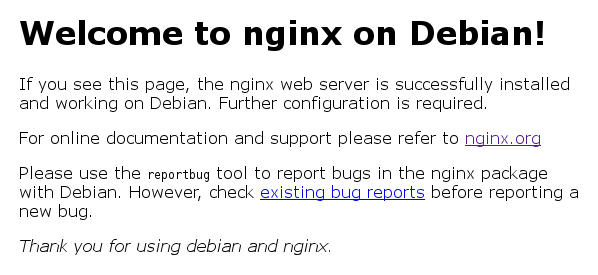 Welcome to nginx on Debian!
If you see this page, the nginx web server is successfully installed
and working on Debian. Further configuration is required.
For online documentation and support please refer to nginx.org
Please use the reportbug tool to report bugs in the nginx package
with Debian. However, check existing bug reports before reporting a
new bug.
Thank you for using debian and nginx.